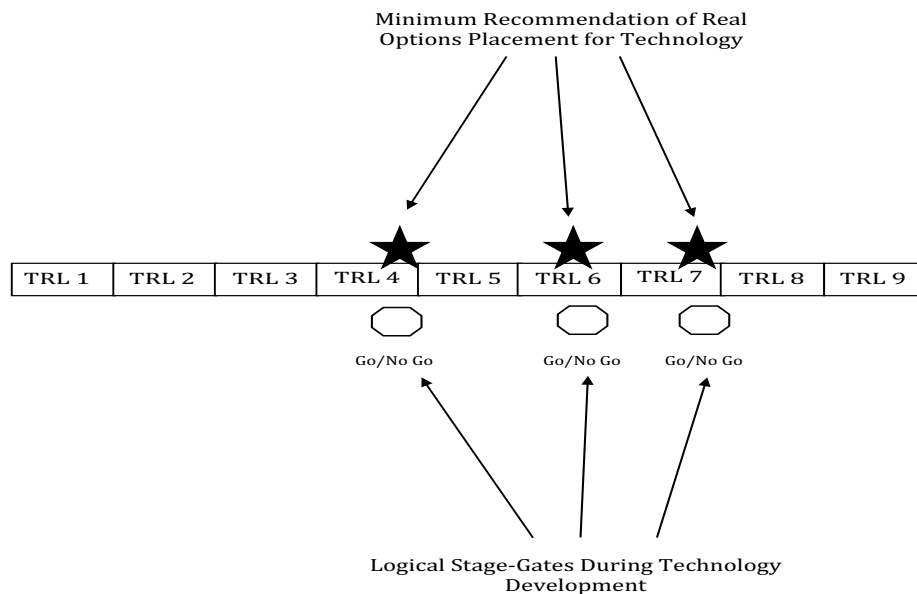 Minimum Recommendation of Real
Options Placement for Technology
TRL 1 TRL 2 TRL 3 TRL 4 TRL 5 TRL 6 TRL 7 TRL 8 TRL 9
Go/No Go Go/No Go Go/No Go
Logical Stage-Gates During Technology
Development